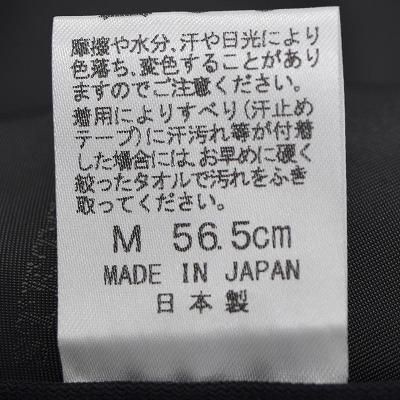 摩擦や水分、汗や日光により
色落ち、変色することがあり
ますのでご注意ください。
着用によりすべり(汗止め
テープ)に汗汚れ等が付着
した場合には、お早めに硬く
絞ったタオルで汚れをふき
取ってください。
M 56.5cm
MADE IN JAPAN
日本製